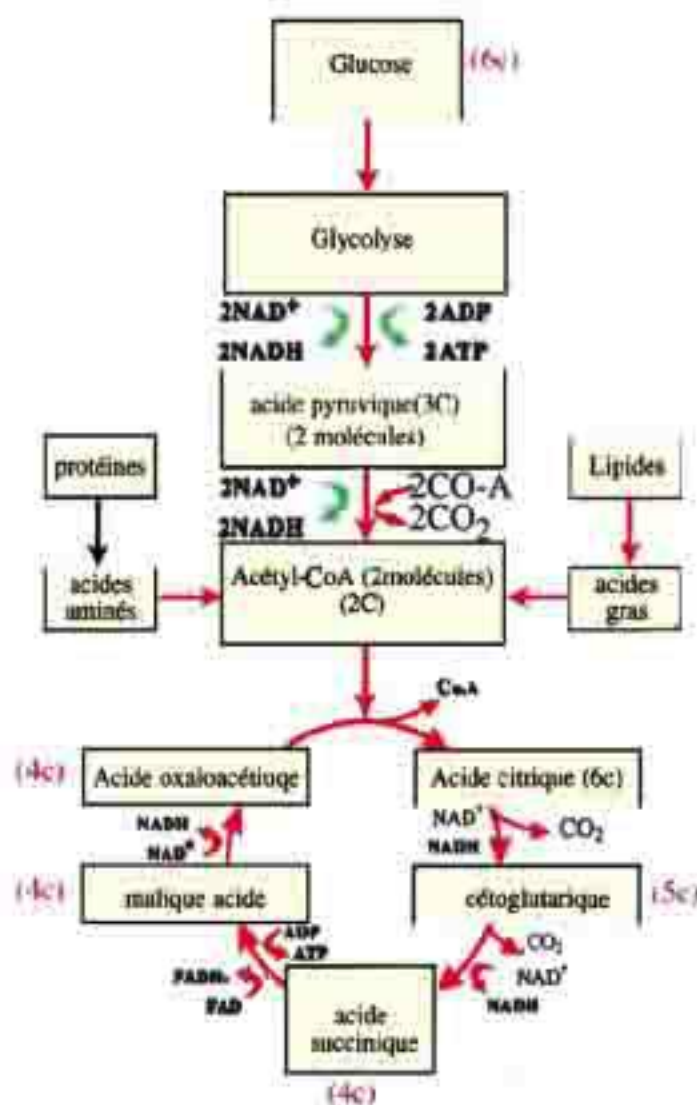 Glucose (6c)
Glycolyse
2NAD⁺ 2ADP
2NADH 2ATP
acide pyruvique(3C)
(2 molécules)
protéines
Lipides
2NAD⁺ 2CO-A
2NADH 2CO₂
acides
aminés
Acétyl-CoA (2molécules)
(2C)
acides
gras
CoA
(4c) Acide oxaloacétiuqe
Acide citrique (6c)
NADH
NAD⁺
NAD⁺
NADH
CO₂
(4c) malique acide
cétoglutarique (5c)
ADP
ATP
FADH₂
FAD
CO₂
NAD⁺
NADH
acide
succinique
(4c)